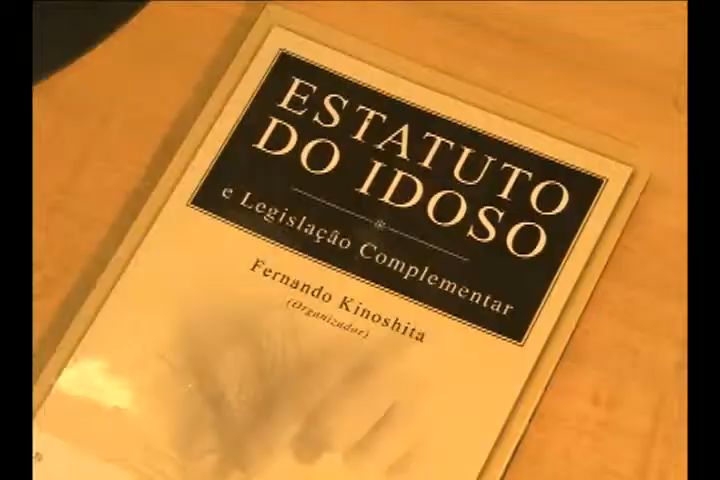 ESTATUTO
DO IDOSO
e Legislação Complementar
Fernando Kinoshita
(Organizador)